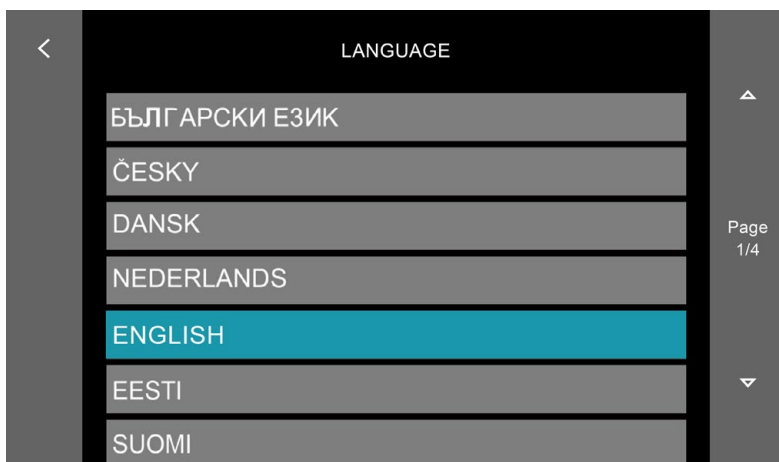 LANGUAGE
БЪЛГАРСКИ ЕЗИК
ČESKY
DANSK
NEDERLANDS
ENGLISH
EESTI
SUOMI
Page
1/4